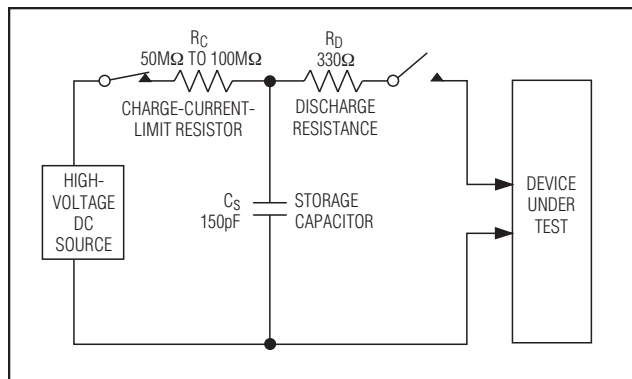 R_C
50MΩ TO 100MΩ
CHARGE-CURRENT-
LIMIT RESISTOR
R_D
330Ω
DISCHARGE
RESISTANCE
HIGH-
VOLTAGE
DC
SOURCE
C_S
150pF
STORAGE
CAPACITOR
DEVICE
UNDER
TEST